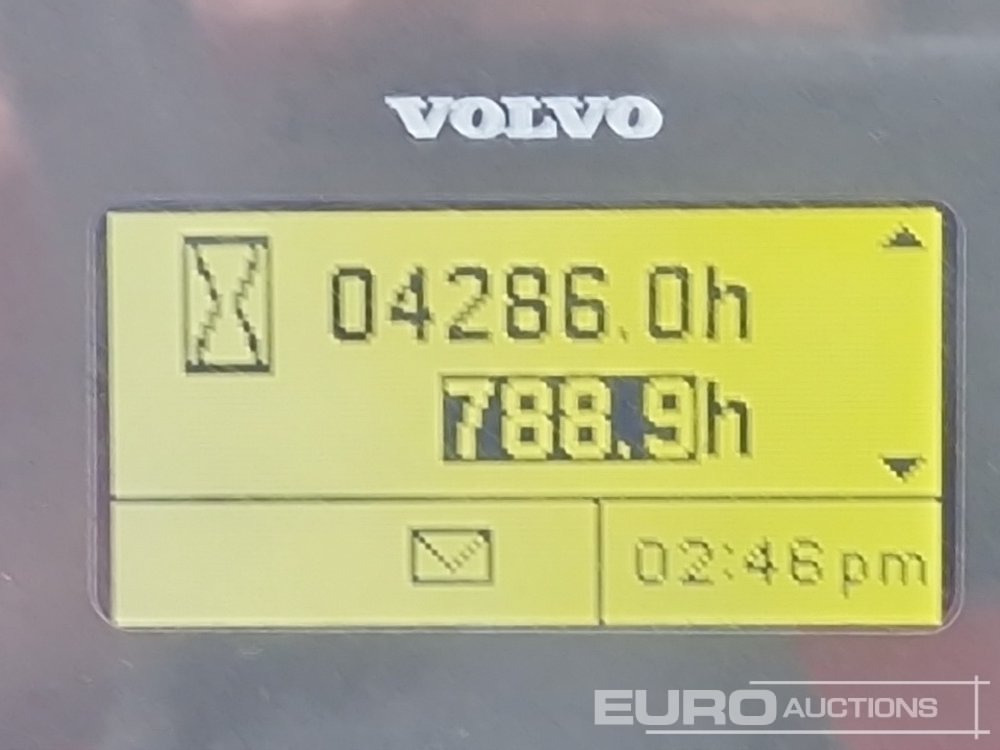 VOLVO
04286.0h
788.9h
02:46pm
EURO AUCTIONS